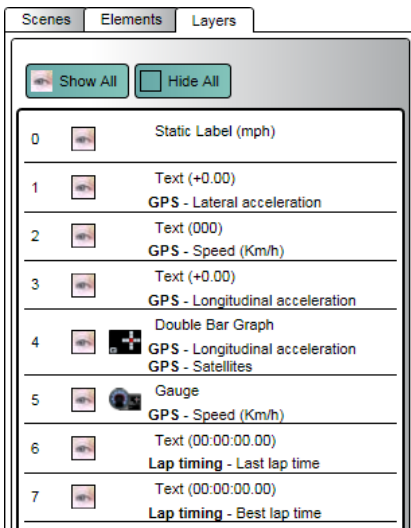 Scenes Elements Layers
Show All Hide All
0 Static Label (mph)
1 Text (+0.00)
GPS - Lateral acceleration
2 Text (000)
GPS - Speed (Km/h)
3 Text (+0.00)
GPS - Longitudinal acceleration
4 Double Bar Graph
GPS - Longitudinal acceleration
GPS - Satellites
5 Gauge
GPS - Speed (Km/h)
6 Text (00:00:00.00)
Lap timing - Last lap time
7 Text (00:00:00.00)
Lap timing - Best lap time